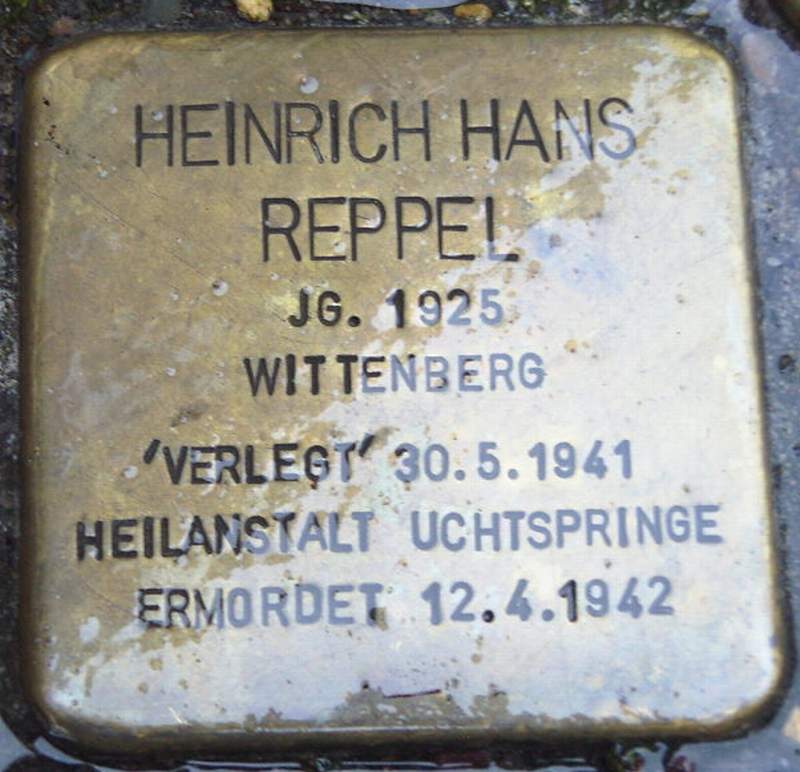 HEINRICH HANS
REPPEL
JG. 1925
WITTENBERG
'VERLEGT' 30.5.1941
HEILANSTALT UCHTSPRINGE
ERMORDET 12.4.1942